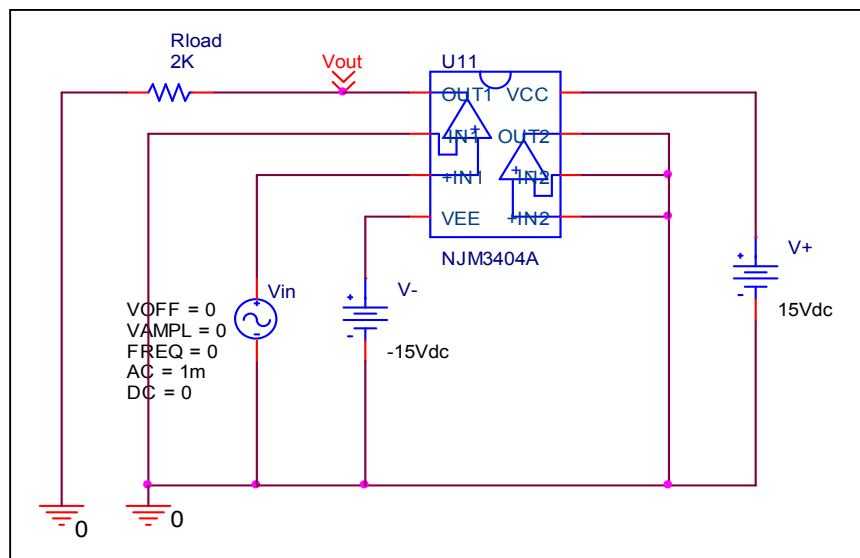 Rload
2K
Vout
U11
OUT1
VCC
-IN1
OUT2
+IN1
-IN2
VEE
+IN2
NJM3404A
+
+
Vin
+
-
VOFF = 0
VAMPL = 0
FREQ = 0
AC = 1m
DC = 0
V-
+
-
-15Vdc
V+
+
-
15Vdc
0
0